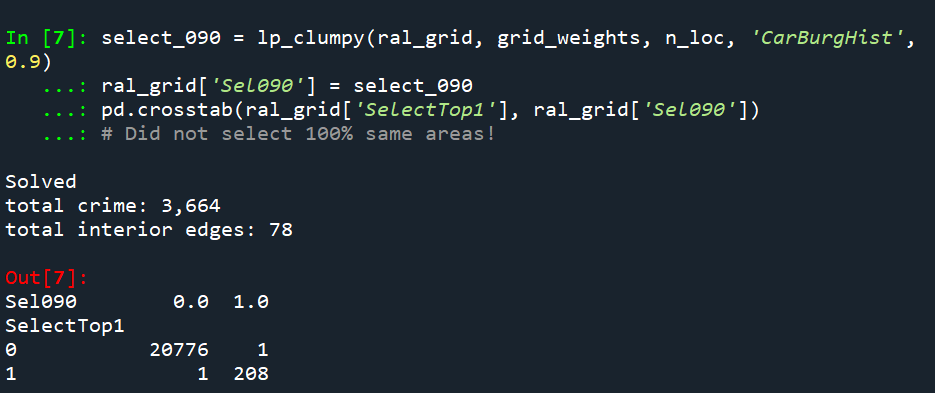 In [7]: select_090 = lp_clumpy(ral_grid, grid_weights, n_loc, 'CarBurgHist',
0.9)
   ...: ral_grid['Sel090'] = select_090
   ...: pd.crosstab(ral_grid['SelectTop1'], ral_grid['Sel090'])
   ...: # Did not select 100% same areas!
Solved
total crime: 3,664
total interior edges: 78
Out[7]:
Sel090        0.0  1.0
SelectTop1
0           20776    1
1               1  208